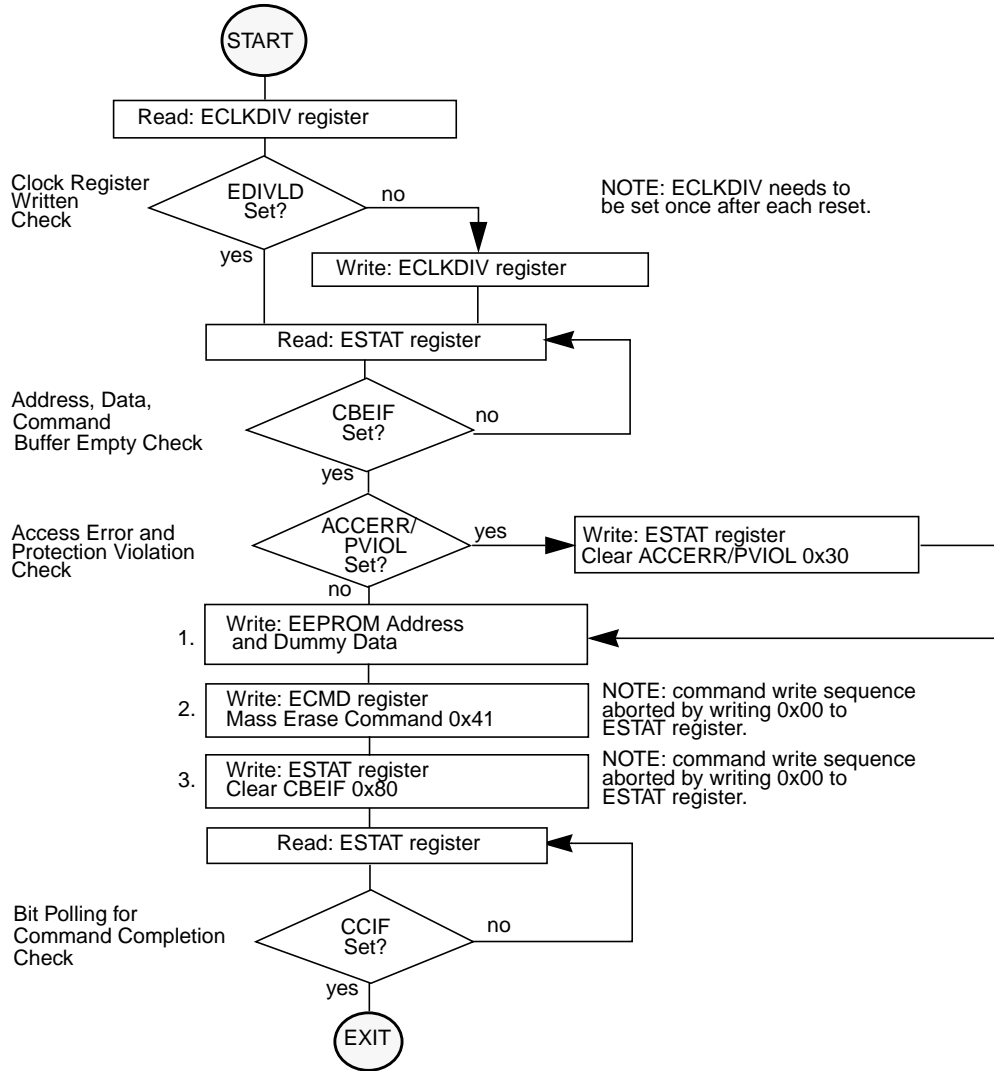 START
Read: ECLKDIV register
Clock Register
Written
Check
EDIVLD
Set?
no
yes
NOTE: ECLKDIV needs to
be set once after each reset.
Write: ECLKDIV register
Read: ESTAT register
Address, Data,
Command
Buffer Empty Check
CBEIF
Set?
no
yes
Access Error and
Protection Violation
Check
ACCERR/
PVIOL
Set?
yes
no
Write: ESTAT register
Clear ACCERR/PVIOL 0x30
1.
Write: EEPROM Address
and Dummy Data
2.
Write: ECMD register
Mass Erase Command 0x41
NOTE: command write sequence
aborted by writing 0x00 to
ESTAT register.
3.
Write: ESTAT register
Clear CBEIF 0x80
NOTE: command write sequence
aborted by writing 0x00 to
ESTAT register.
Read: ESTAT register
Bit Polling for
Command Completion
Check
CCIF
Set?
no
yes
EXIT